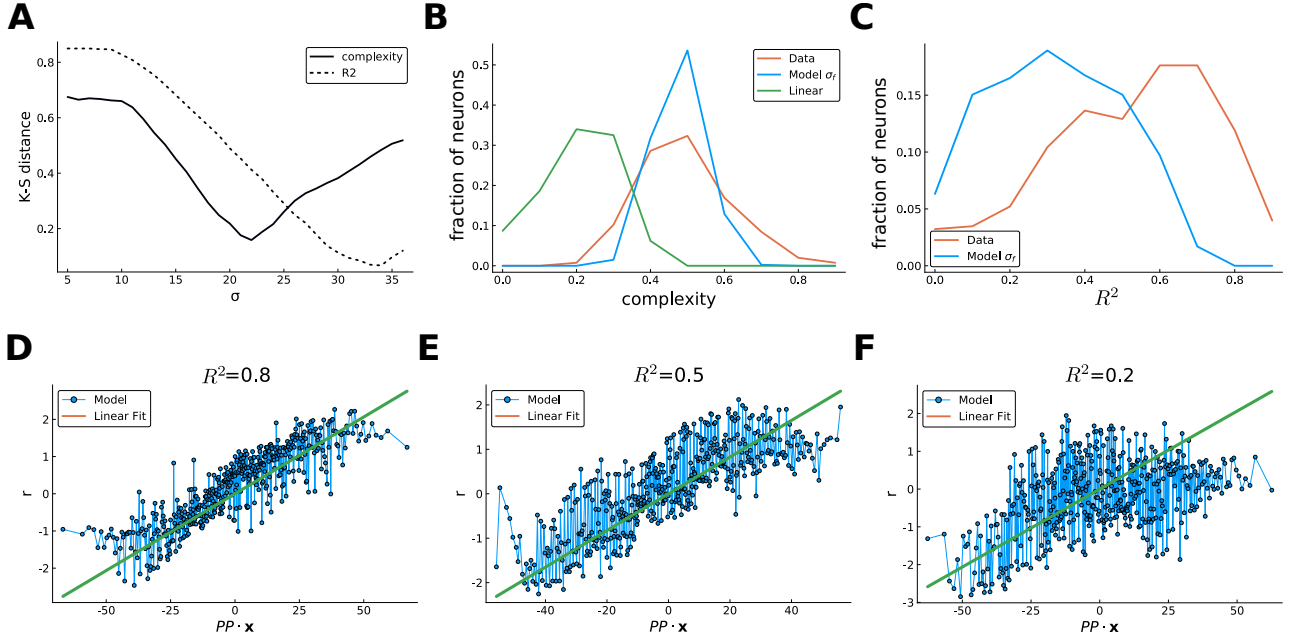 A
complexity
R2
K-S distance
0.8
0.6
0.4
0.2
5
10
15
20
25
30
35
σ
B
Data
Model σf
Linear
fraction of neurons
0.5
0.4
0.3
0.2
0.1
0.0
0.0
0.2
0.4
0.6
0.8
complexity
C
fraction of neurons
0.15
0.10
0.05
0.00
Data
Model σf
0.0
0.2
0.4
0.6
0.8
R²
D
R²=0.8
Model
Linear Fit
r
2
1
0
-1
-2
-50
-25
0
25
50
PP · x
E
R²=0.5
Model
Linear Fit
r
2
1
0
-1
-2
-40
-20
0
20
40
PP · x
F
R²=0.2
Model
Linear Fit
r
2
1
0
-1
-2
-3
-50
-25
0
25
50
PP · x